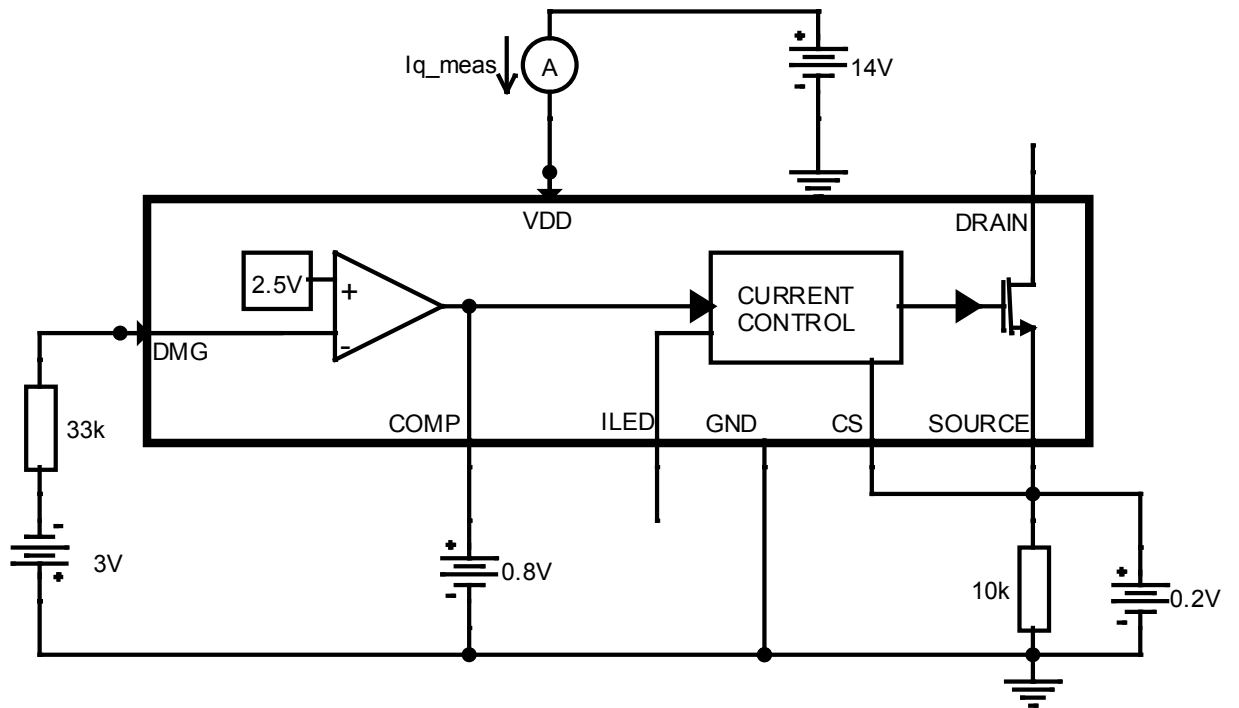 Iq_meas
A
+
-
14V
VDD
DRAIN
2.5V
+
-
CURRENT
CONTROL
DMG
33k
COMP
ILED
GND
CS
SOURCE
-
+
3V
+
-
0.8V
10k
+
-
0.2V